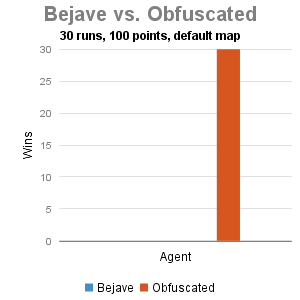 Bejave vs. Obfuscated
30 runs, 100 points, default map
30
25
20
15
10
5
0
Wins
Agent
Bejave Obfuscated